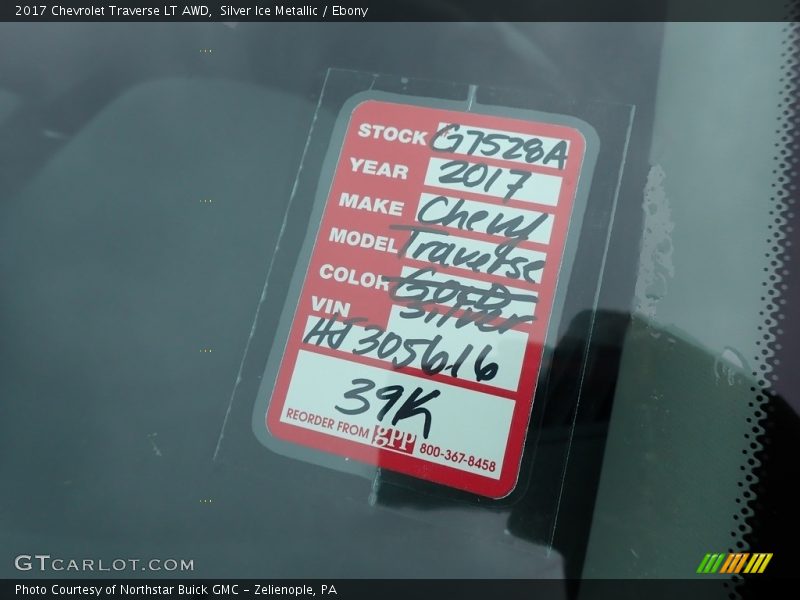 2017 Chevrolet Traverse LT AWD, Silver Ice Metallic / Ebony
STOCK G7528A
YEAR 2017
MAKE Chevy
MODEL Traverse
COLOR Gold
Silver
VIN
HJ305616
39K
REORDER FROM gpp 800-367-8458
GTCARLOT.COM
Photo Courtesy of Northstar Buick GMC - Zelienople, PA